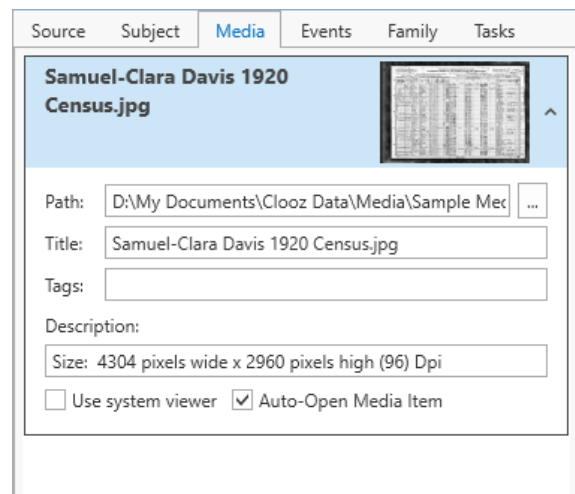 Source Subject Media Events Family Tasks
Samuel-Clara Davis 1920
Census.jpg
Path: D:\My Documents\Clooz Data\Media\Sample Mec ...
Title: Samuel-Clara Davis 1920 Census.jpg
Tags:
Description:
Size: 4304 pixels wide x 2960 pixels high (96) Dpi
Use system viewer Auto-Open Media Item